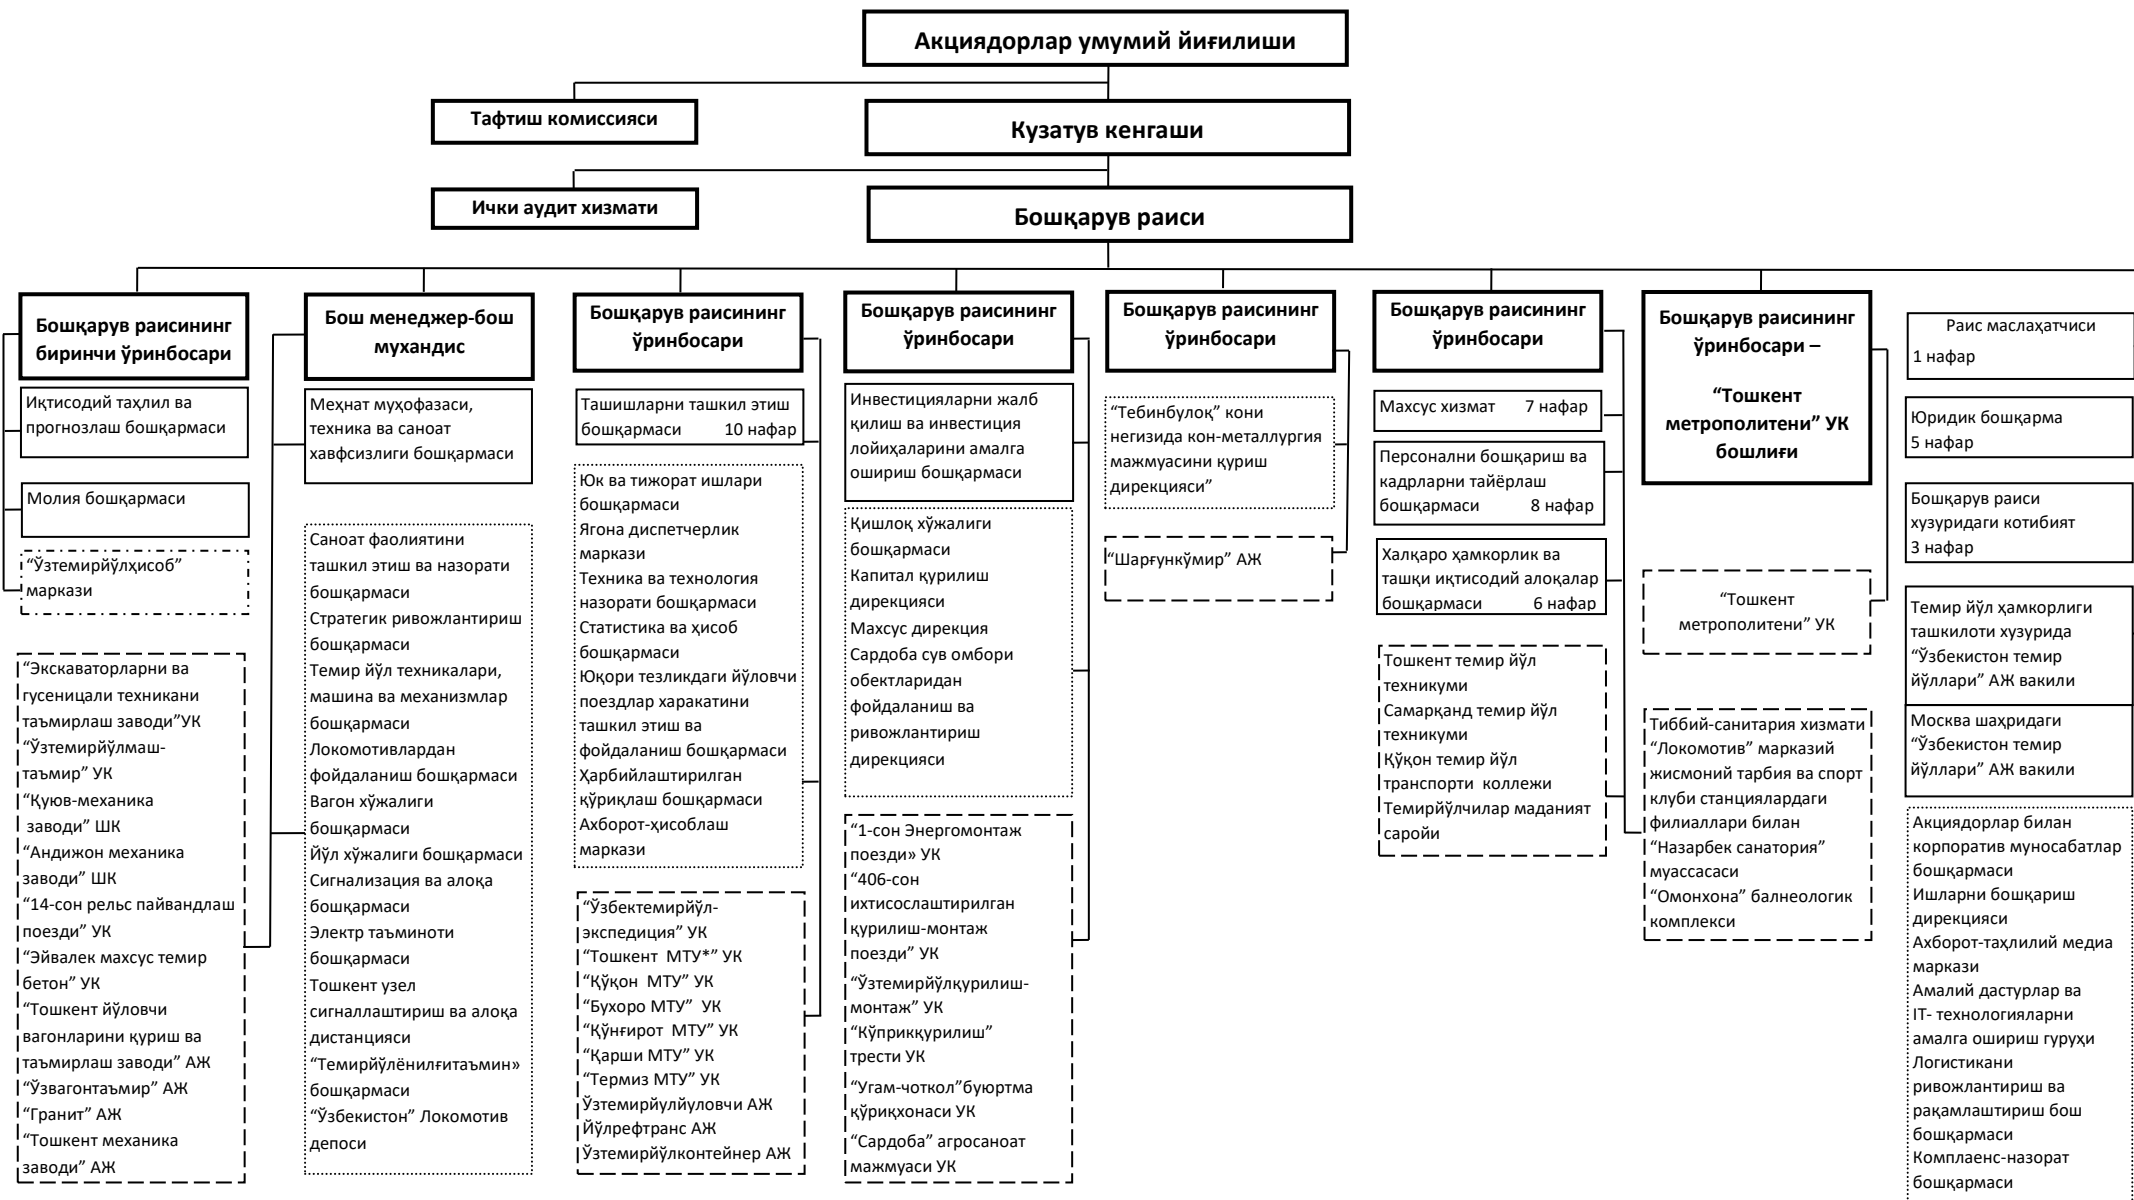 Акциядорлар умумий йиғилиши
Тафтиш комиссияси
Кузатув кенгаши
Ички аудит хизмати
Бошқарув раиси
Бошқарув раисининг
биринчи ўринбосари
Иқтисодий таҳлил ва
прогнозлаш бошқармаси
Молия бошқармаси
“Ўзтемирйўлҳисоб”
маркази
“Экскаваторларни ва
гусеницали техникани
таъмирлаш заводи”УК
“Ўзтемирйўлмаш-
таъмир” УК
“Қуюв-механика
заводи” ШК
“Андижон механика
заводи” ШК
“14-сон рельс пайвандлаш
поезди” УК
“Эйвалек махсус темир
бетон” УК
“Тошкент йўловчи
вагонларини қуриш ва
таъмирлаш заводи” АЖ
“Ўзвагонтаъмир” АЖ
“Гранит” АЖ
“Тошкент механика
заводи” АЖ
Бош менеджер-бош
мухандис
Меҳнат муҳофазаси,
техника ва саноат
хавфсизлиги бошқармаси
Саноат фаолиятини
ташкил этиш ва назорати
бошқармаси
Стратегик ривожлантириш
бошқармаси
Темир йўл техникалари,
машина ва механизмлар
бошқармаси
Локомотивлардан
фойдаланиш бошқармаси
Вагон хўжалиги
бошқармаси
Йўл хўжалиги бошқармаси
Сигнализация ва алоқа
бошқармаси
Электр таъминоти
бошқармаси
Тошкент узел
сигналлаштириш ва алоқа
дистанцияси
“Темирйўлёнилғитаъмин»
бошқармаси
“Ўзбекистон” Локомотив
депоси
Бошқарув раисининг
ўринбосари
Ташишларни ташкил этиш
бошқармаси 10 нафар
Юк ва тижорат ишлари
бошқармаси
Ягона диспетчерлик
маркази
Техника ва технология
назорати бошқармаси
Статистика ва ҳисоб
бошқармаси
Юқори тезликдаги йўловчи
поездлар харакатини
ташкил этиш ва
фойдаланиш бошқармаси
Ҳарбийлаштирилган
қўриқлаш бошқармаси
Ахборот-ҳисоблаш
маркази
“Ўзбектемирйўл-
экспедиция” УК
“Тошкент МТУ*” УК
“Қўқон МТУ” УК
“Бухоро МТУ” УК
“Қўнғирот МТУ” УК
“Қарши МТУ” УК
“Термиз МТУ” УК
Ўзтемирйулйуловчи АЖ
Йўлрефтранс АЖ
Ўзтемирйўлконтейнер АЖ
Бошқарув раисининг
ўринбосари
Инвестицияларни жалб
қилиш ва инвестиция
лойиҳаларини амалга
ошириш бошқармаси
Қишлоқ хўжалиги
бошқармаси
Капитал қурилиш
дирекцияси
Махсус дирекция
Сардоба сув омбори
обектларидан
фойдаланиш ва
ривожлантириш
дирекцияси
“1-сон Энергомонтаж
поезди» УК
“406-сон
ихтисослаштирилган
қурилиш-монтаж
поезди” УК
“Ўзтемирйўлқурилиш-
монтаж” УК
“Кўприкқурилиш”
трести УК
“Угам-чоткол”буюртма
қўриқхонаси УК
“Сардоба” агросаноат
мажмуаси УК
Бошқарув раисининг
ўринбосари
“Тебинбулоқ” кони
негизида кон-металлургия
мажмуасини қуриш
дирекцияси”
“Шарғункўмир” АЖ
Бошқарув раисининг
ўринбосари
Махсус хизмат 7 нафар
Персонални бошқариш ва
кадрларни тайёрлаш
бошқармаси 8 нафар
Халқаро ҳамкорлик ва
ташқи иқтисодий алоқалар
бошқармаси 6 нафар
Тошкент темир йўл
техникуми
Самарқанд темир йўл
техникуми
Қўқон темир йўл
транспорти коллежи
Темирйўлчилар маданият
саройи
Бошқарув раисининг
ўринбосари –
“Тошкент
метрополитени” УК
бошлиғи
“Тошкент
метрополитени” УК
Тиббий-санитария хизмати
“Локомотив” марказий
жисмоний тарбия ва спорт
клуби станциялардаги
филиаллари билан
“Назарбек санатория”
муассасаси
“Омонхона” балнеологик
комплекси
Раис маслаҳатчиси
1 нафар
Юридик бошқарма
5 нафар
Бошқарув раиси
хузуридаги котибият
3 нафар
Темир йўл ҳамкорлиги
ташкилоти хузурида
“Ўзбекистон темир
йўллари” АЖ вакили
Москва шаҳридаги
“Ўзбекистон темир
йўллари” АЖ вакили
Акциядорлар билан
корпоратив муносабатлар
бошқармаси
Ишларни бошқариш
дирекцияси
Ахборот-таҳлилий медиа
маркази
Амалий дастурлар ва
IT- технологияларни
амалга ошириш гуруҳи
Логистикани
ривожлантириш ва
рақамлаштириш бош
бошқармаси
Комплаенс-назорат
бошқармаси